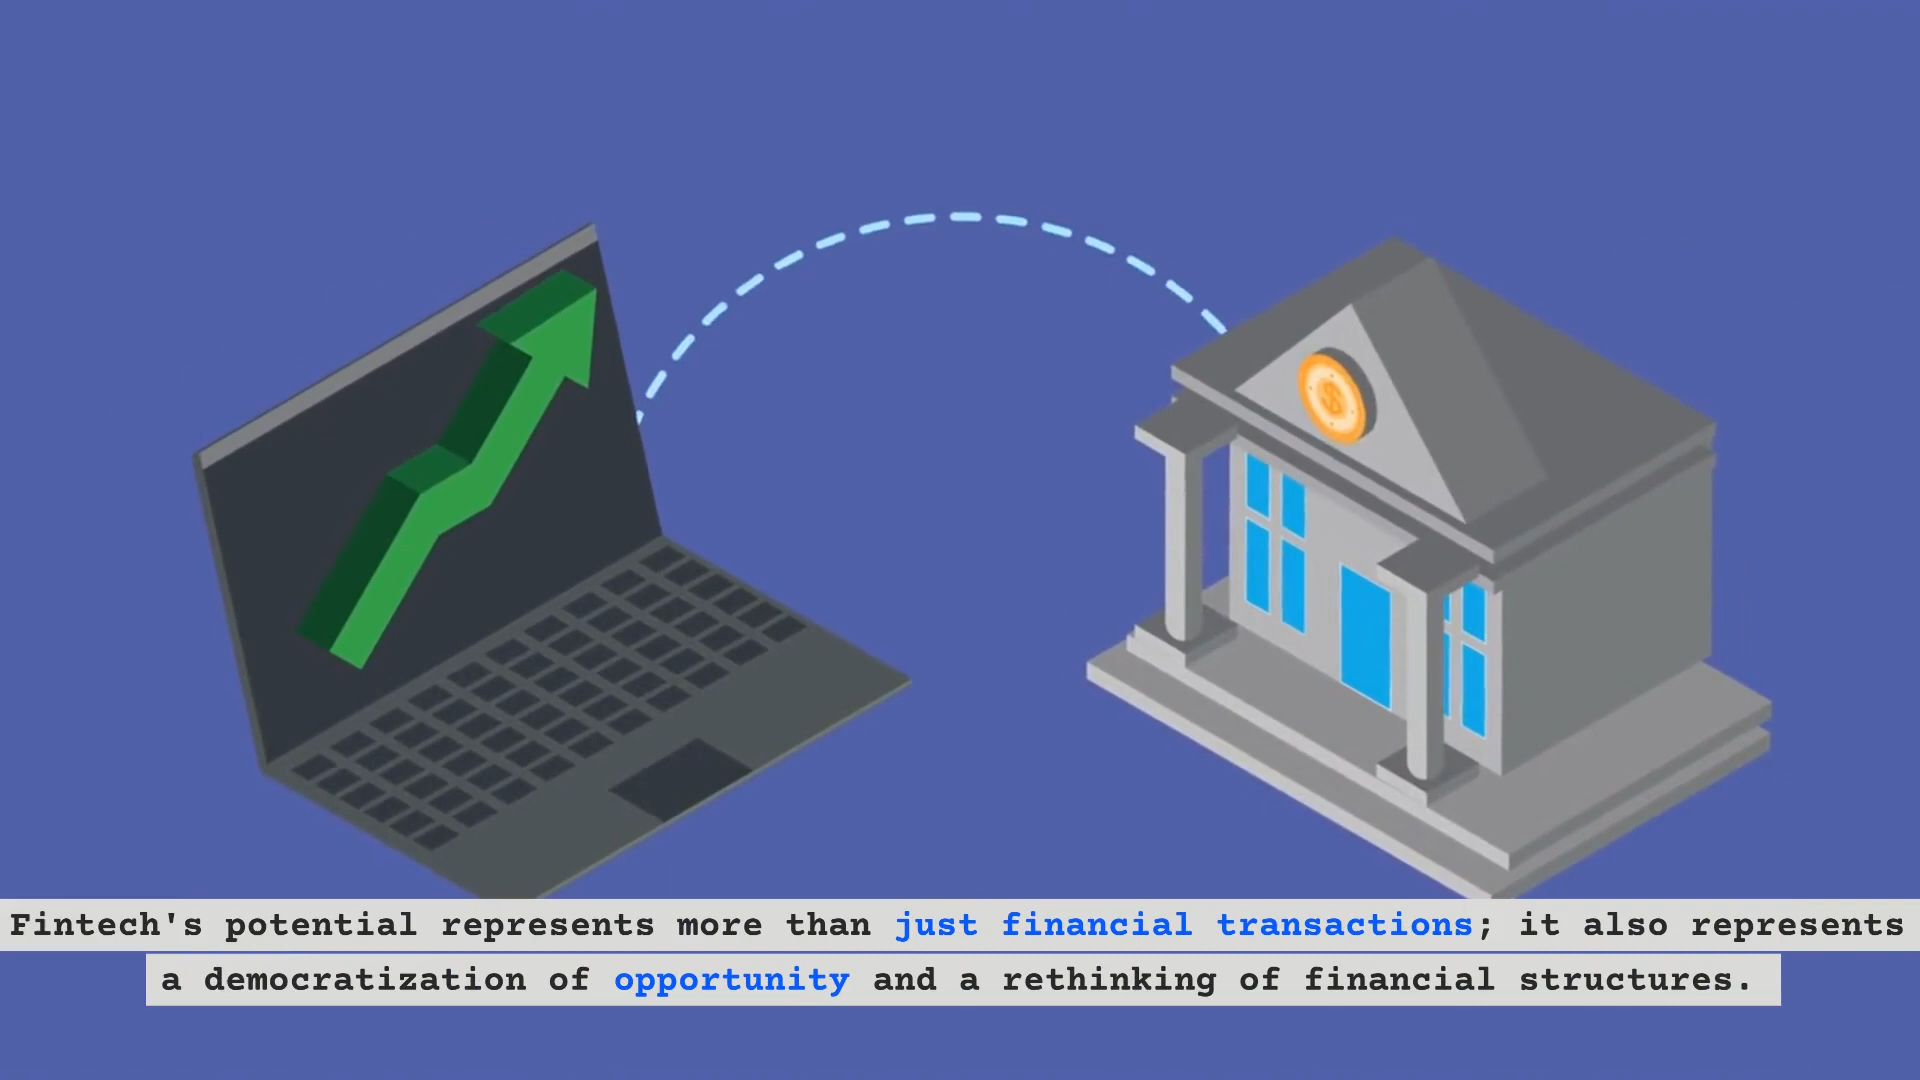 $
Fintech's potential represents more than just financial transactions; it also represents
a democratization of opportunity and a rethinking of financial structures.